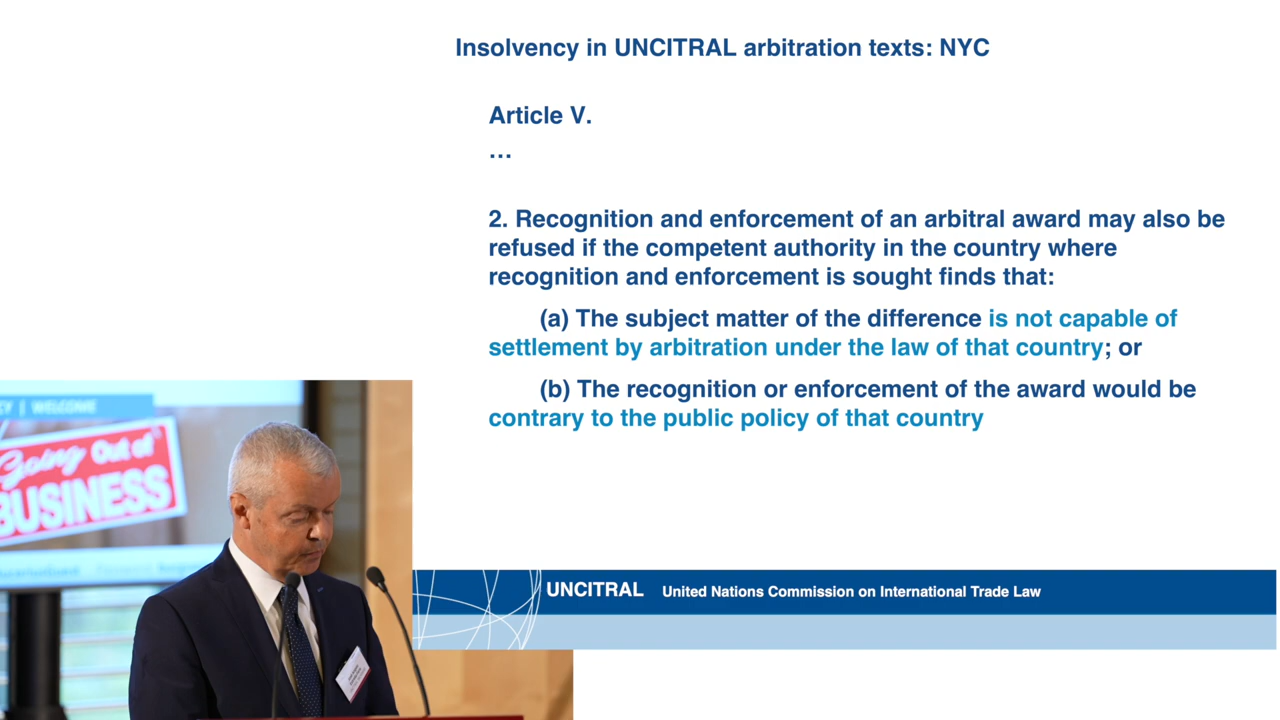 Insolvency in UNCITRAL arbitration texts: NYC
Article V.
…
2. Recognition and enforcement of an arbitral award may also be
refused if the competent authority in the country where
recognition and enforcement is sought finds that:
(a) The subject matter of the difference is not capable of
settlement by arbitration under the law of that country; or
(b) The recognition or enforcement of the award would be
contrary to the public policy of that country
CY | WELCOME
Going Out of
BUSINESS
UNCITRAL United Nations Commission on International Trade Law